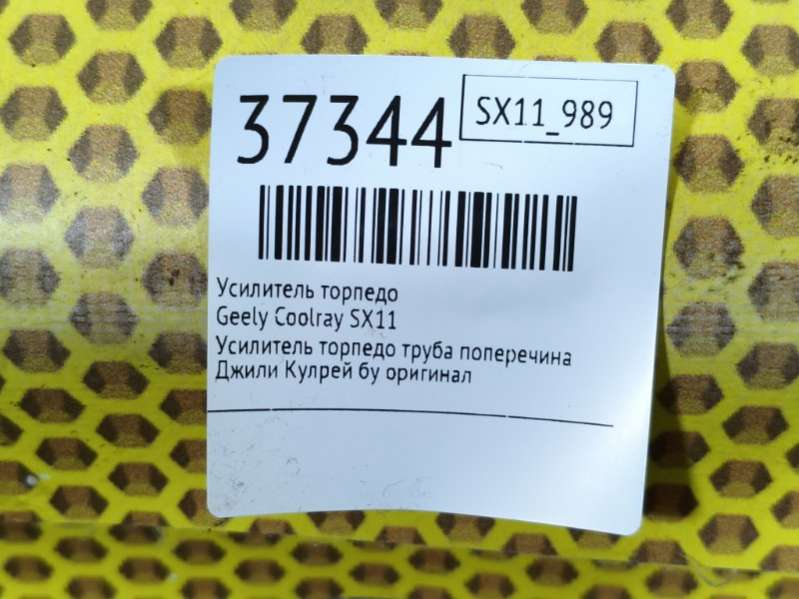 37344
SX11_989
Усилитель торпедо
Geely Coolray SX11
Усилитель торпедо труба поперечина
Джили Кулрей бу оригинал